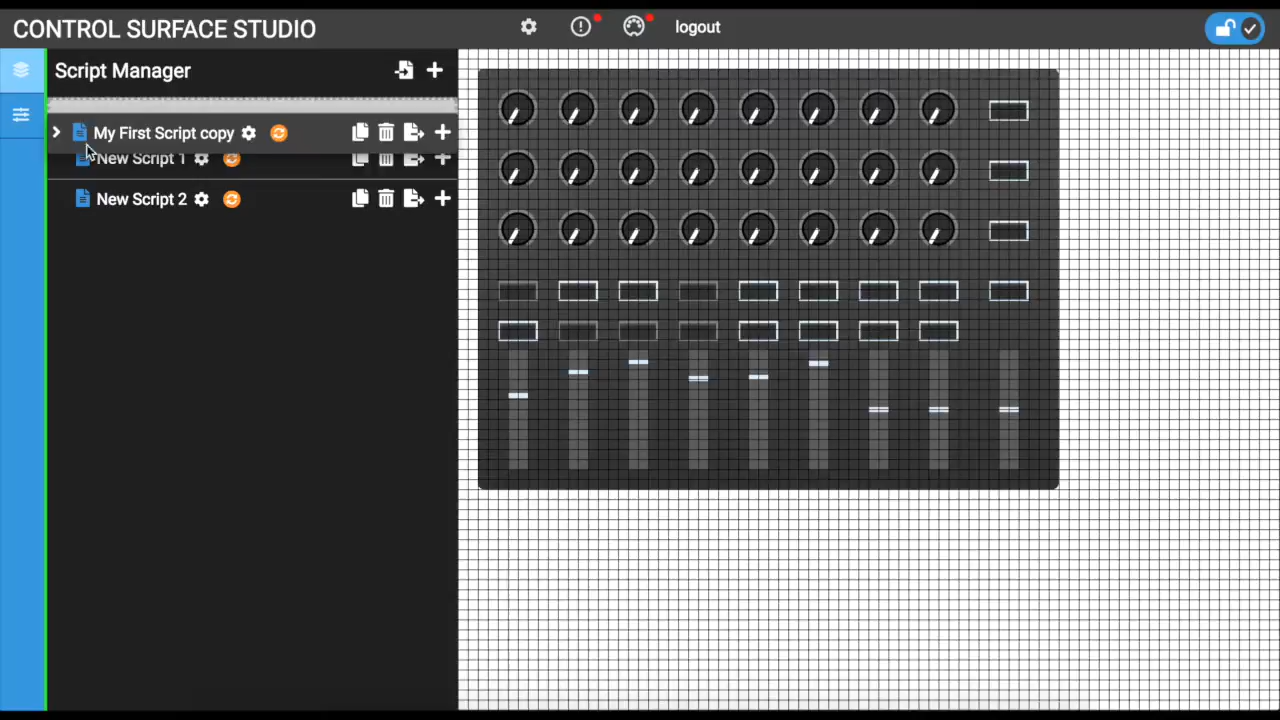 CONTROL SURFACE STUDIO
logout
Script Manager
My First Script copy
New Script 1
New Script 2